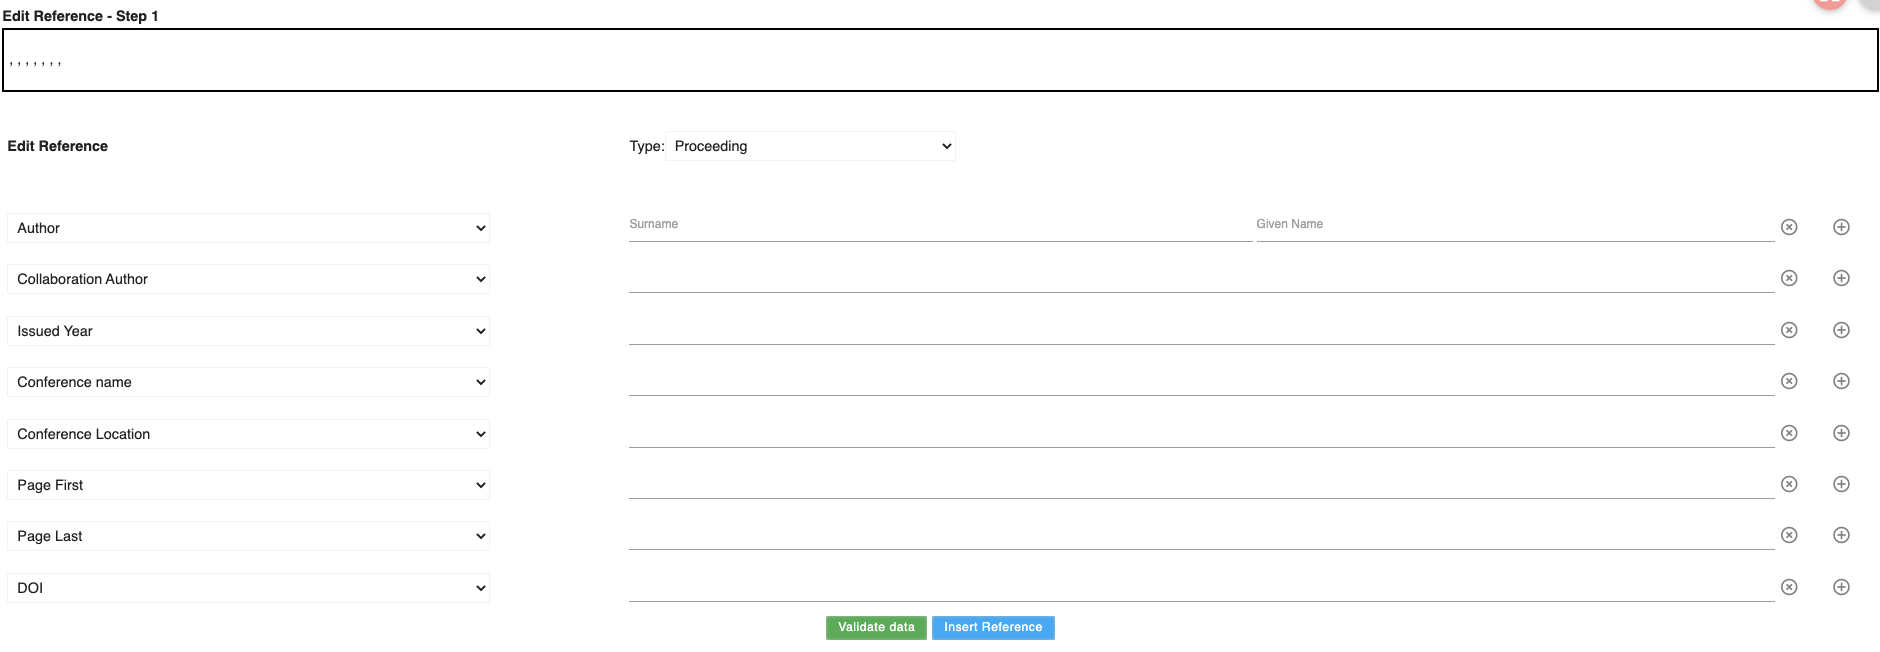 Edit Reference - Step 1
, , , , , , ,
Edit Reference Type: Proceeding
Author Surname Given Name
Collaboration Author
Issued Year
Conference name
Conference Location
Page First
Page Last
DOI
Validate data Insert Reference